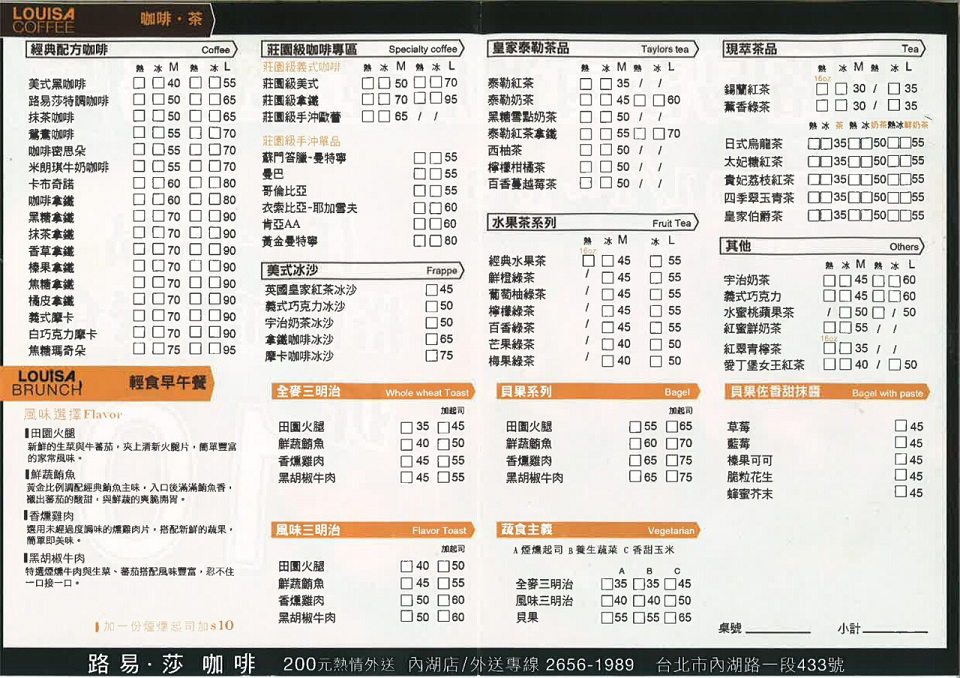 LOUISA COFFEE 咖啡·茶
經典配方咖啡 Coffee
熱 冰 M 熱 冰 L
美式黑咖啡 40 55
路易莎特調咖啡 50 65
抹茶咖啡 50 65
鴛鴦咖啡 55 70
咖啡密思朵 55 70
米朗琪牛奶咖啡 55 70
卡布奇諾 60 80
咖啡拿鐵 60 80
黑糖拿鐵 70 90
抹茶拿鐵 70 90
香草拿鐵 70 90
榛果拿鐵 70 90
焦糖拿鐵 70 90
橘皮拿鐵 70 90
義式摩卡 70 90
白巧克力摩卡 70 90
焦糖瑪奇朵 75 95
莊園級咖啡專區 Specialty coffee
莊園級義式咖啡 熱 冰 M 熱 冰 L
莊園級美式 50 70
莊園級拿鐵 70 95
莊園級手沖歐蕾 65 / /
莊園級手沖單品
蘇門答臘-曼特寧 55
曼巴 55
哥倫比亞 55
衣索比亞-耶加雪夫 60
肯亞AA 60
黃金曼特寧 80
美式冰沙 Frappe
英國皇家紅茶冰沙 45
義式巧克力冰沙 50
宇治奶茶冰沙 50
拿鐵咖啡冰沙 65
摩卡咖啡冰沙 75
皇家泰勒茶品 Taylors tea
熱 冰 M 熱 冰 L
泰勒紅茶 35 / /
泰勒奶茶 45 60
黑糖雪點奶茶 50 / /
泰勒紅茶拿鐵 55 70
西柚茶 50 / /
檸檬柑橘茶 50 / /
百香蔓越莓茶 50 / /
水果茶系列 Fruit Tea
熱 冰 M 冰 L
16oz
經典水果茶 45 55
鮮橙綠茶 / 45 55
葡萄柚綠茶 / 45 55
檸檬綠茶 / 45 55
百香綠茶 / 45 55
芒果綠茶 / 40 50
梅果綠茶 / 40 50
現萃茶品 Tea
熱 冰 M 熱 冰 L
16oz
錫蘭紅茶 30 / 35
薰香綠茶 30 / 35
熱 冰 茶 熱 冰 奶茶 熱 冰 鮮奶茶
日式烏龍茶 35 50 55
太妃糖紅茶 35 50 55
貴妃荔枝紅茶 35 50 55
四季翠玉青茶 35 50 55
皇家伯爵茶 35 50 55
其他 Others
熱 冰 M 熱 冰 L
宇治奶茶 45 60
義式巧克力 45 60
水蜜桃蘋果茶 / 50 / 50
紅蜜鮮奶茶 55 / /
16oz
紅翠青檸茶 35 / /
愛丁堡女王紅茶 40 / 50
LOUISA BRUNCH 輕食早午餐
風味選擇Flavor
田園火腿
新鮮的生菜與牛蕃茄，夾上清新火腿片，簡單豐富
的家常風味。
鮮蔬鮪魚
黃金比例調配經典鮪魚主味，入口後滿滿鮪魚香，
襯出蕃茄的酸甜，與鮮蔬的爽脆開胃。
香燻雞肉
選用未經過度調味的燻雞肉片，搭配新鮮的蔬果，
簡單即美味。
黑胡椒牛肉
特選煙燻牛肉與生菜、蕃茄搭配風味豐富，忍不住
一口接一口。
加一份煙燻起司加$10
全麥三明治 Whole wheat Toast
加起司
田園火腿 35 45
鮮蔬鮪魚 40 50
香燻雞肉 45 55
黑胡椒牛肉 45 55
風味三明治 Flavor Toast
加起司
田園火腿 40 50
鮮蔬鮪魚 45 55
香燻雞肉 50 60
黑胡椒牛肉 50 60
貝果系列 Bagel
加起司
田園火腿 55 65
鮮蔬鮪魚 60 70
香燻雞肉 65 75
黑胡椒牛肉 65 75
蔬食主義 Vegetarian
A 煙燻起司 B 養生蔬菜 C 香甜玉米
A B C
全麥三明治 35 35 45
風味三明治 40 40 50
貝果 55 55 65
貝果佐香甜抹醬 Bagel with paste
草莓 45
藍莓 45
榛果可可 45
脆粒花生 45
蜂蜜芥末 45
桌號 小計
路易·莎 咖啡 200元熱情外送 內湖店/外送專線 2656-1989 台北市內湖路一段433號